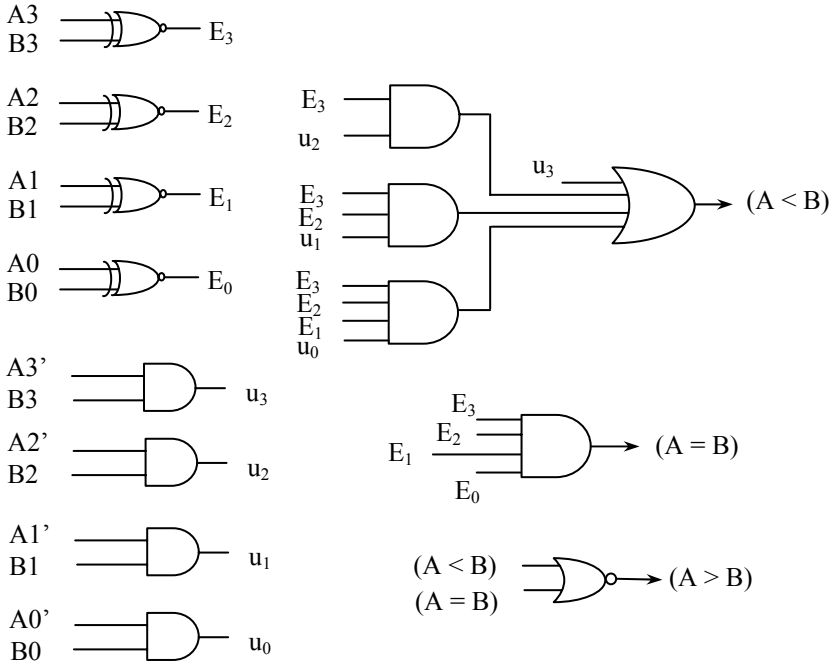 A3
B3
E₃
A2
B2
E₂
A1
B1
E₁
A0
B0
E₀
A3’
B3
u₃
A2’
B2
u₂
A1’
B1
u₁
A0’
B0
u₀
E₃
u₂
E₃
E₂
u₁
E₃
E₂
E₁
u₀
u₃
(A < B)
E₃
E₂
E₁
E₀
(A = B)
(A < B)
(A = B)
(A > B)